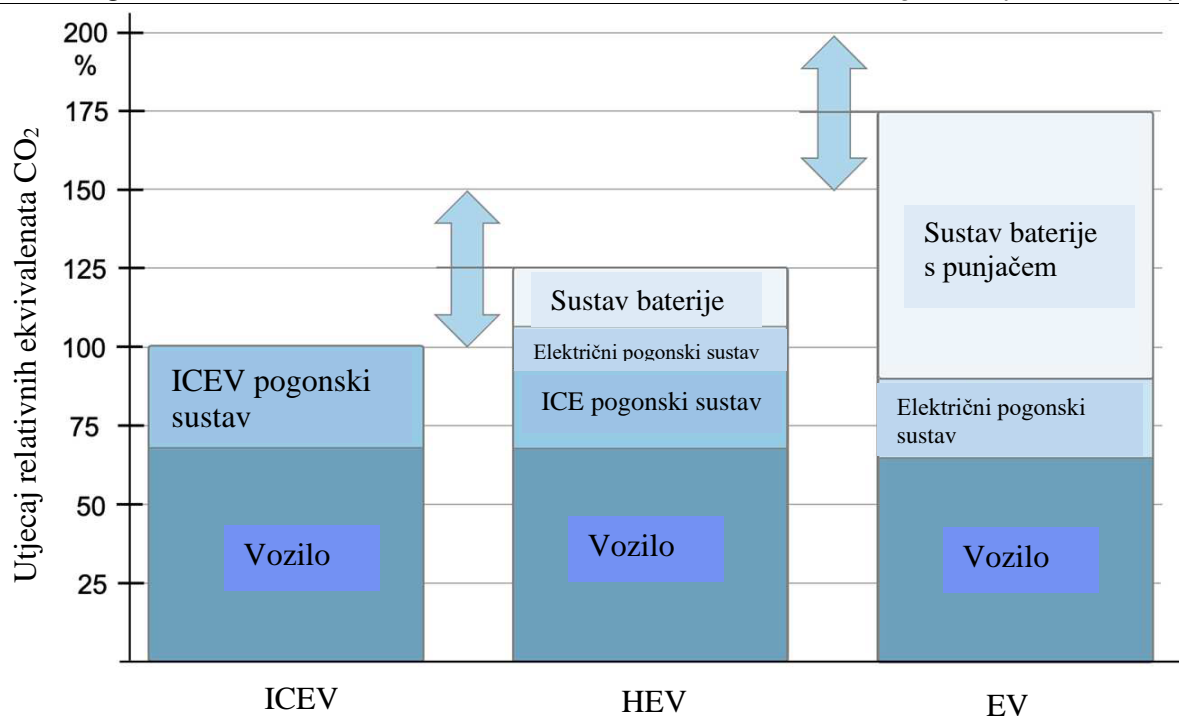 200
%
175
150
125
100
75
50
25
Utjecaj relativnih ekvivalenata CO2
ICEV pogonski
sustav
Vozilo
Sustav baterije
Električni pogonski sustav
ICE pogonski sustav
Vozilo
Sustav baterije
s punjačem
Električni pogonski
sustav
Vozilo
ICEV
HEV
EV